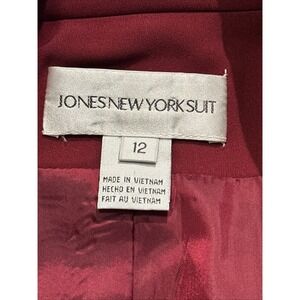 JONES NEW YORK SUIT
12
MADE IN VIETNAM
HECHO EN VIETNAM
FAIT AU VIETNAM